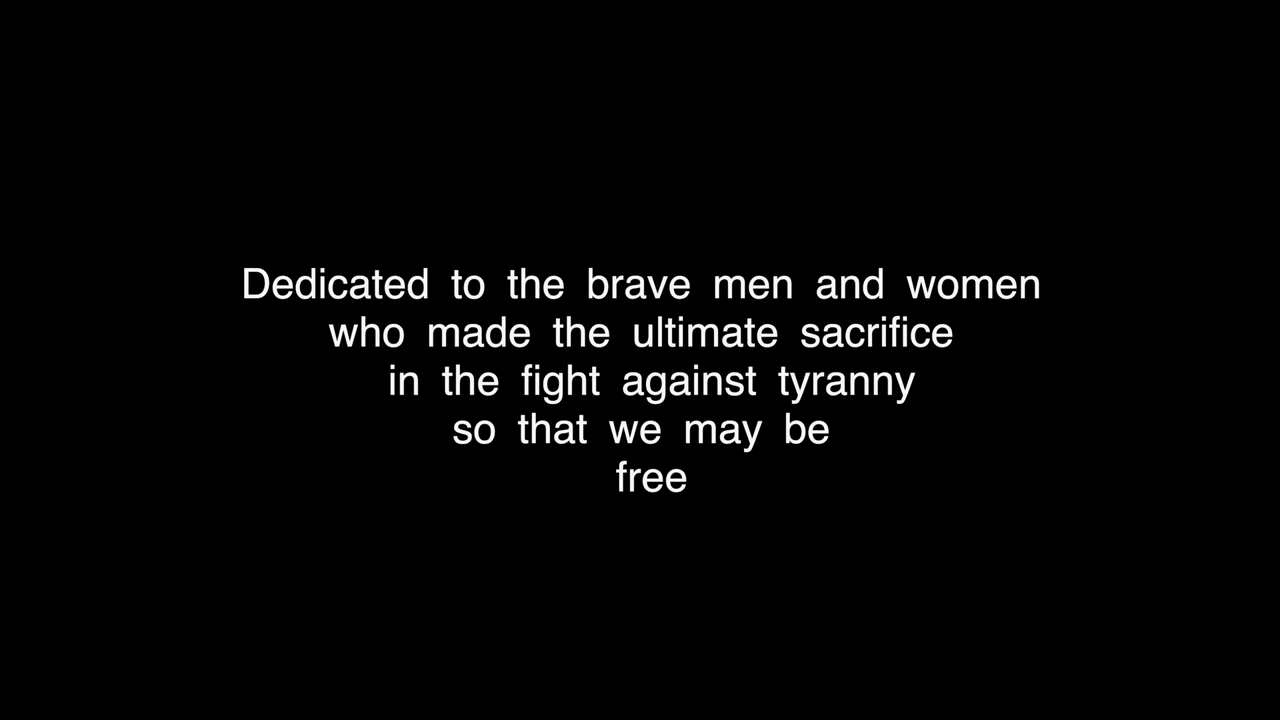 Dedicated to the brave men and women
who made the ultimate sacrifice
in the fight against tyranny
so that we may be
free